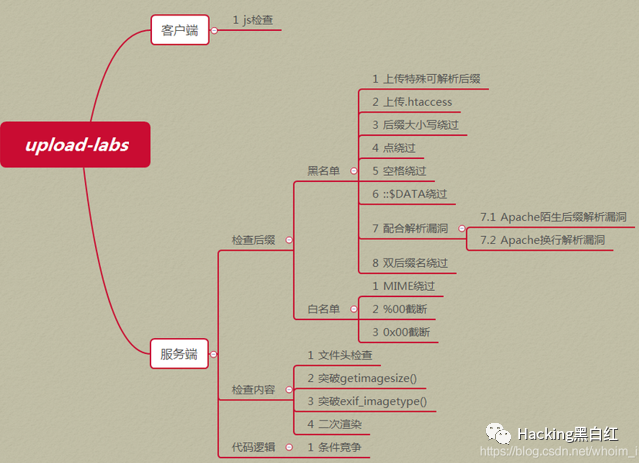 upload-labs
客户端
1 js检查
服务端
检查后缀
黑名单
1 上传特殊可解析后缀
2 上传.htaccess
3 后缀大小写绕过
4 点绕过
5 空格绕过
6 ::$DATA绕过
7 配合解析漏洞
7.1 Apache陌生后缀解析漏洞
7.2 Apache换行解析漏洞
8 双后缀名绕过
白名单
1 MIME绕过
2 %00截断
3 0x00截断
检查内容
1 文件头检查
2 突破getimagesize()
3 突破exif_imagetype()
4 二次渲染
代码逻辑
1 条件竞争
Hacking黑白红
https://blog.csdn.net/whoim_i